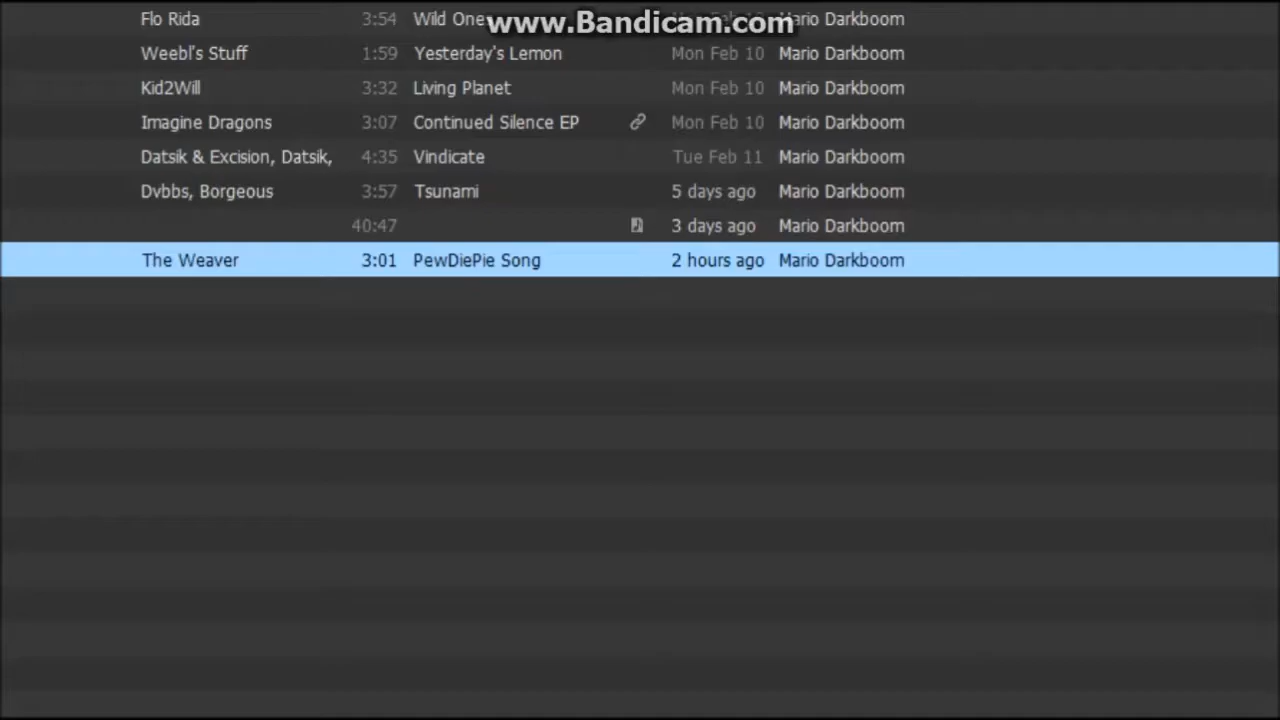 www.Bandicam.com
Flo Rida 3:54 Wild Ones Mario Darkboom
Weebl's Stuff 1:59 Yesterday's Lemon Mon Feb 10 Mario Darkboom
Kid2Will 3:32 Living Planet Mon Feb 10 Mario Darkboom
Imagine Dragons 3:07 Continued Silence EP Mon Feb 10 Mario Darkboom
Datsik & Excision, Datsik, 4:35 Vindicate Tue Feb 11 Mario Darkboom
Dvbbs, Borgeous 3:57 Tsunami 5 days ago Mario Darkboom
40:47 3 days ago Mario Darkboom
The Weaver 3:01 PewDiePie Song 2 hours ago Mario Darkboom